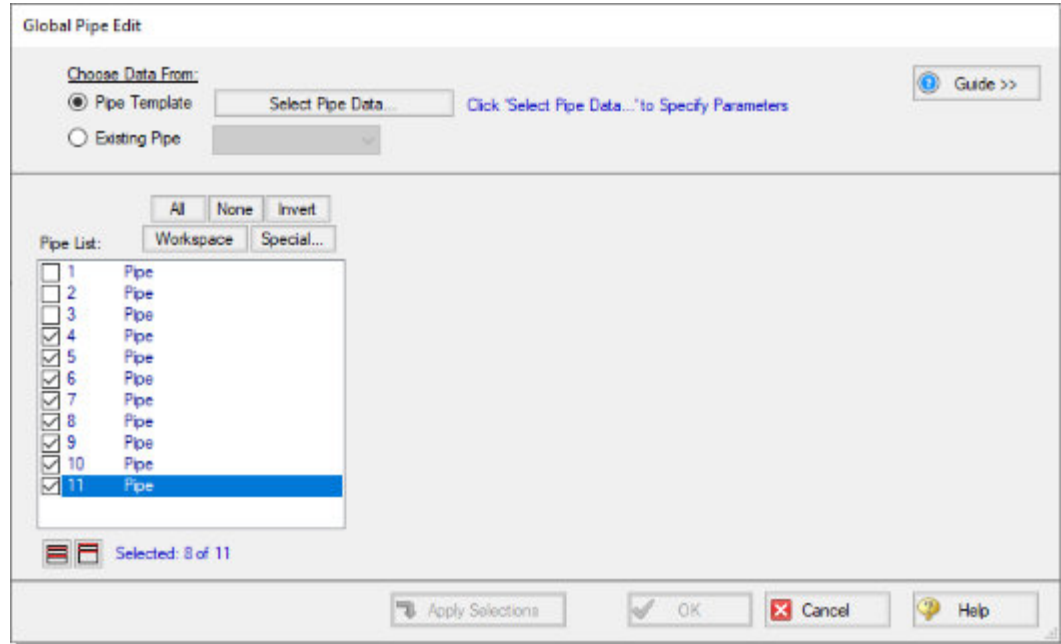 Global Pipe Edit
Choose Data From:
Pipe Template
Select Pipe Data...
Click 'Select Pipe Data...' to Specify Parameters
Guide >>
Existing Pipe
All
None
Invert
Pipe List:
Workspace
Special...
1 Pipe
2 Pipe
3 Pipe
4 Pipe
5 Pipe
6 Pipe
7 Pipe
8 Pipe
9 Pipe
10 Pipe
11 Pipe
Selected: 8 of 11
Apply Selections
OK
Cancel
Help